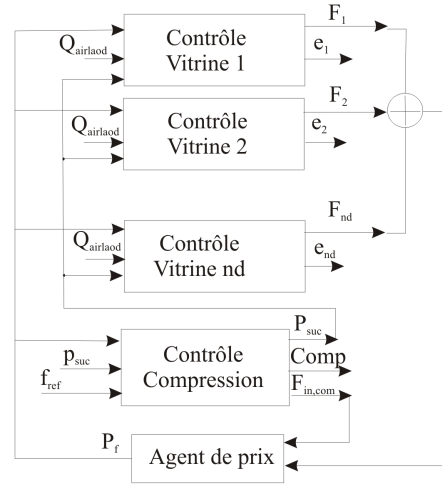 F1
Qairlaod
Contrôle
Vitrine 1
e1
F2
Qairlaod
Contrôle
Vitrine 2
e2
Fnd
Qairlaod
Contrôle
Vitrine nd
end
Psuc
psuc
Contrôle
Compression
Comp
fref
Fin,com
Pf
Agent de prix